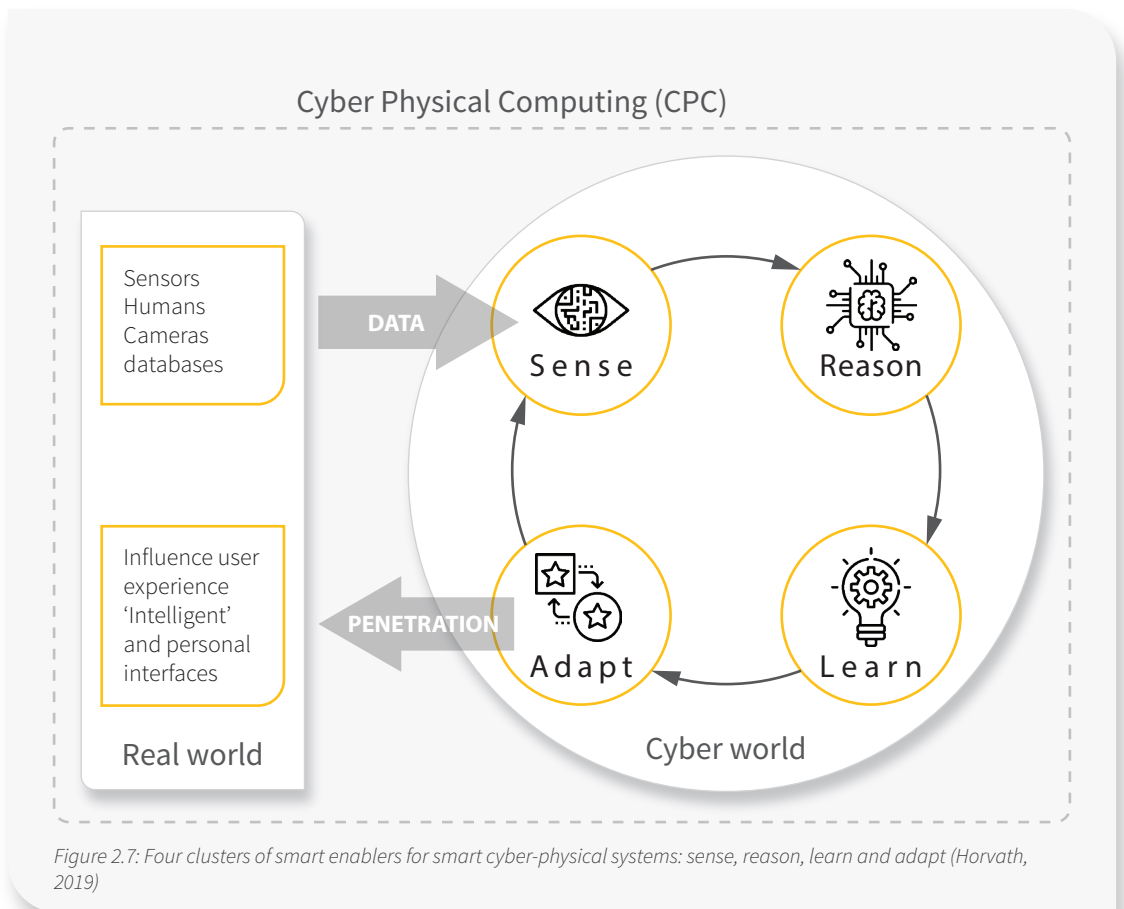 Cyber Physical Computing (CPC)
Sensors
Humans
Cameras
databases
DATA
Sense
Reason
Influence user
experience
‘Intelligent’
and personal
interfaces
PENETRATION
Adapt
Learn
Real world
Cyber world
Figure 2.7: Four clusters of smart enablers for smart cyber-physical systems: sense, reason, learn and adapt (Horvath,
2019)